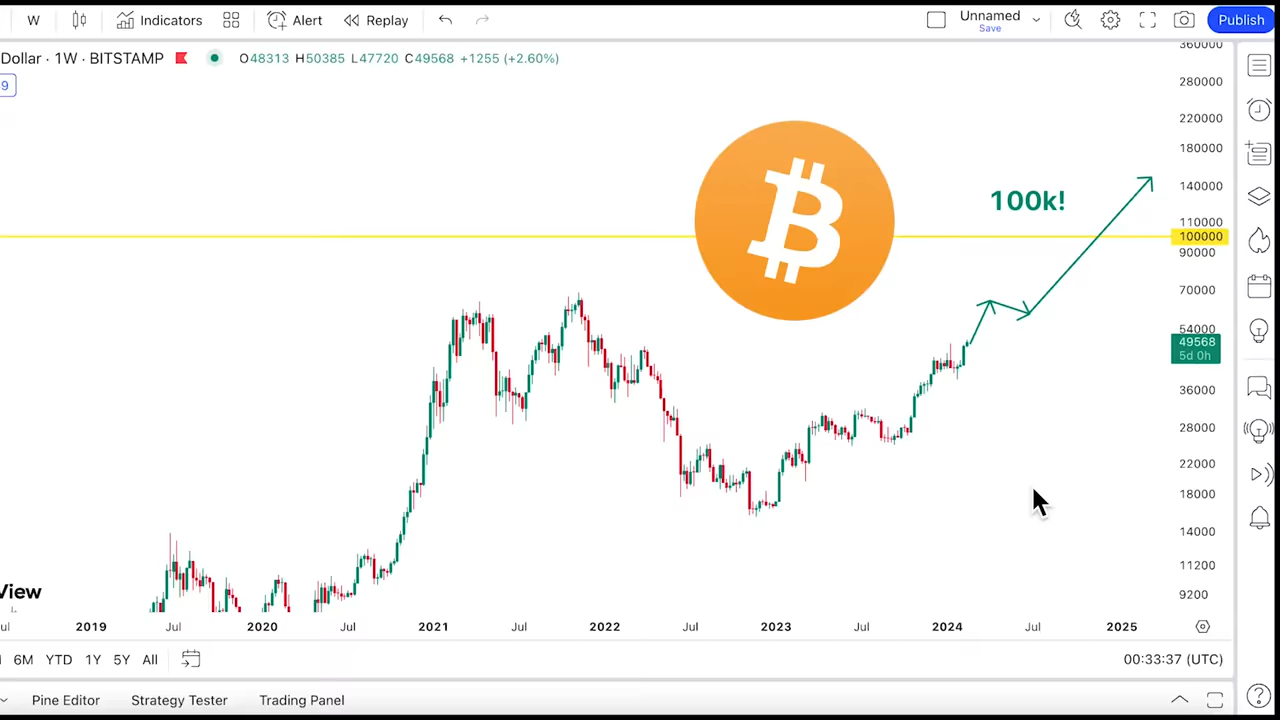 W Indicators Alert Replay Unnamed Save Publish
Dollar · 1W · BITSTAMP O48313 H50385 L47720 C49568 +1255 (+2.60%)
9
360000
280000
220000
180000
140000
110000
100000
90000
70000
54000
49568
5d 0h
36000
28000
22000
18000
14000
11200
9200
100k!
View
2019 Jul 2020 Jul 2021 Jul 2022 Jul 2023 Jul 2024 Jul 2025
6M YTD 1Y 5Y All 00:33:37 (UTC)
Pine Editor Strategy Tester Trading Panel